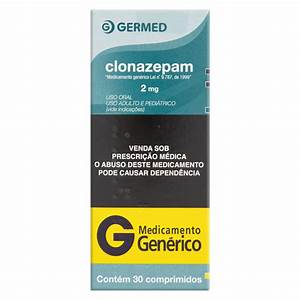 GERMED
clonazepam
"Medicamento genérico Lei nº 9.787, de 1999"
2 mg
USO ORAL
USO ADULTO E PEDIÁTRICO
(vide indicações)
VENDA SOB
PRESCRIÇÃO MÉDICA
O ABUSO DESTE MEDICAMENTO
PODE CAUSAR DEPENDÊNCIA
G Medicamento
Genérico
Contém 30 comprimidos